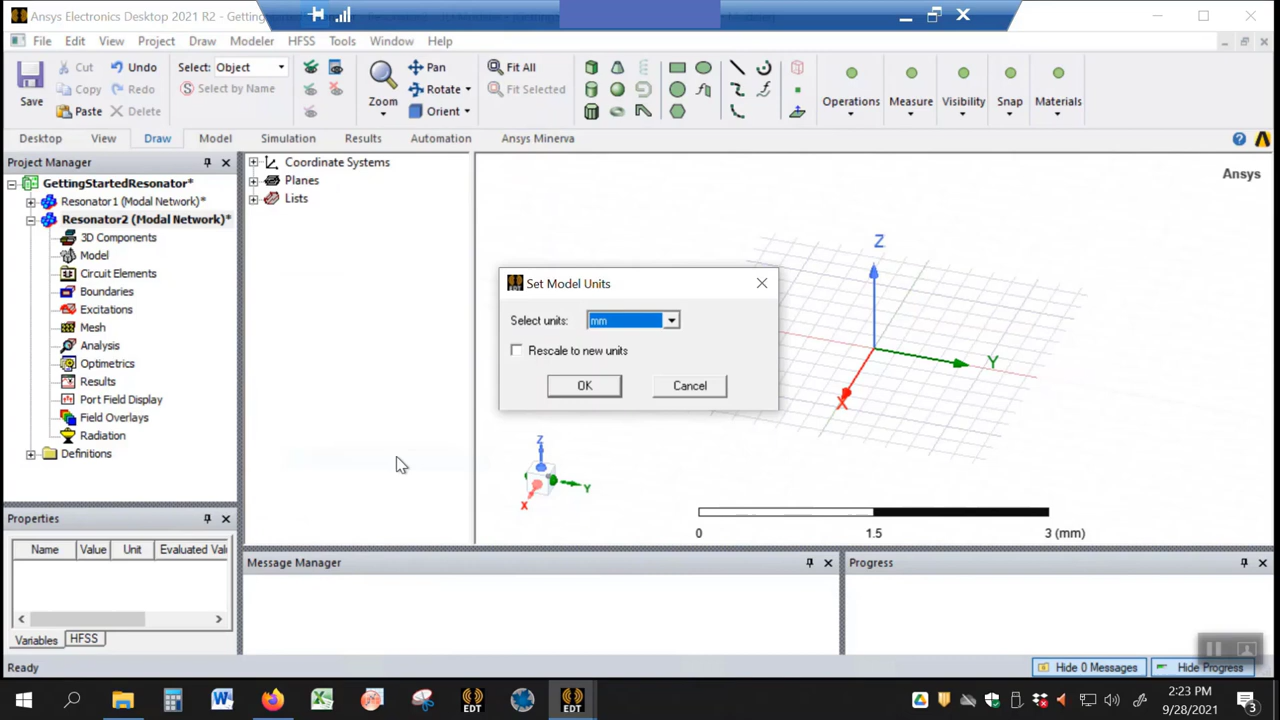 Ansys Electronics Desktop 2021 R2 - Getting
File Edit View Project Draw Modeler HFSS Tools Window Help
Save
Cut
Copy
Paste
Undo
Redo
Delete
Select: Object
Select by Name
Zoom
Pan
Rotate
Orient
Fit All
Fit Selected
Operations
Measure
Visibility
Snap
Materials
Desktop View Draw Model Simulation Results Automation Ansys Minerva
Project Manager
GettingStartedResonator*
Resonator1 (Modal Network)*
Resonator2 (Modal Network)*
3D Components
Model
Circuit Elements
Boundaries
Excitations
Mesh
Analysis
Optimetrics
Results
Port Field Display
Field Overlays
Radiation
Definitions
Coordinate Systems
Planes
Lists
Ansys
Z
Y
X
Set Model Units
Select units: mm
Rescale to new units
OK Cancel
Z
Y
X
0 1.5 3 (mm)
Properties
Name Value Unit Evaluated Val
Variables HFSS
Message Manager
Progress
Ready
Hide 0 Messages Hide Progress
EDT
EDT
2:23 PM
9/28/2021
3